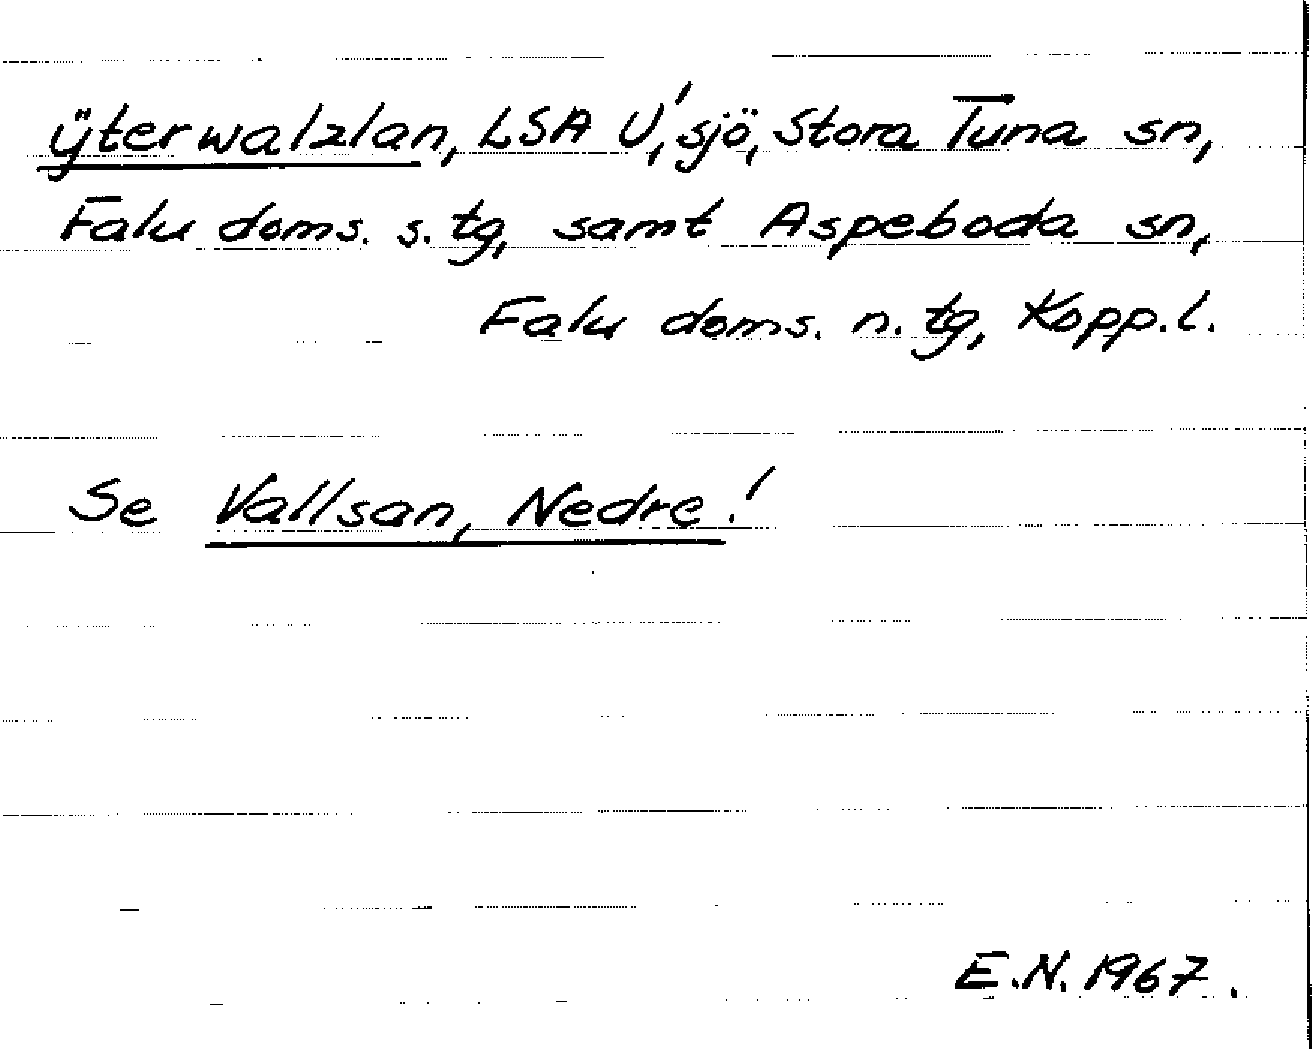 ÿterwalzlan, LSA U', sjö, Stora Tuna sn,
Falu doms. s. tg, samt Aspeboda sn,
Falu doms. n. tg, Kopp.l.
Se Vallsan, Nedre!
E.N. 1967.